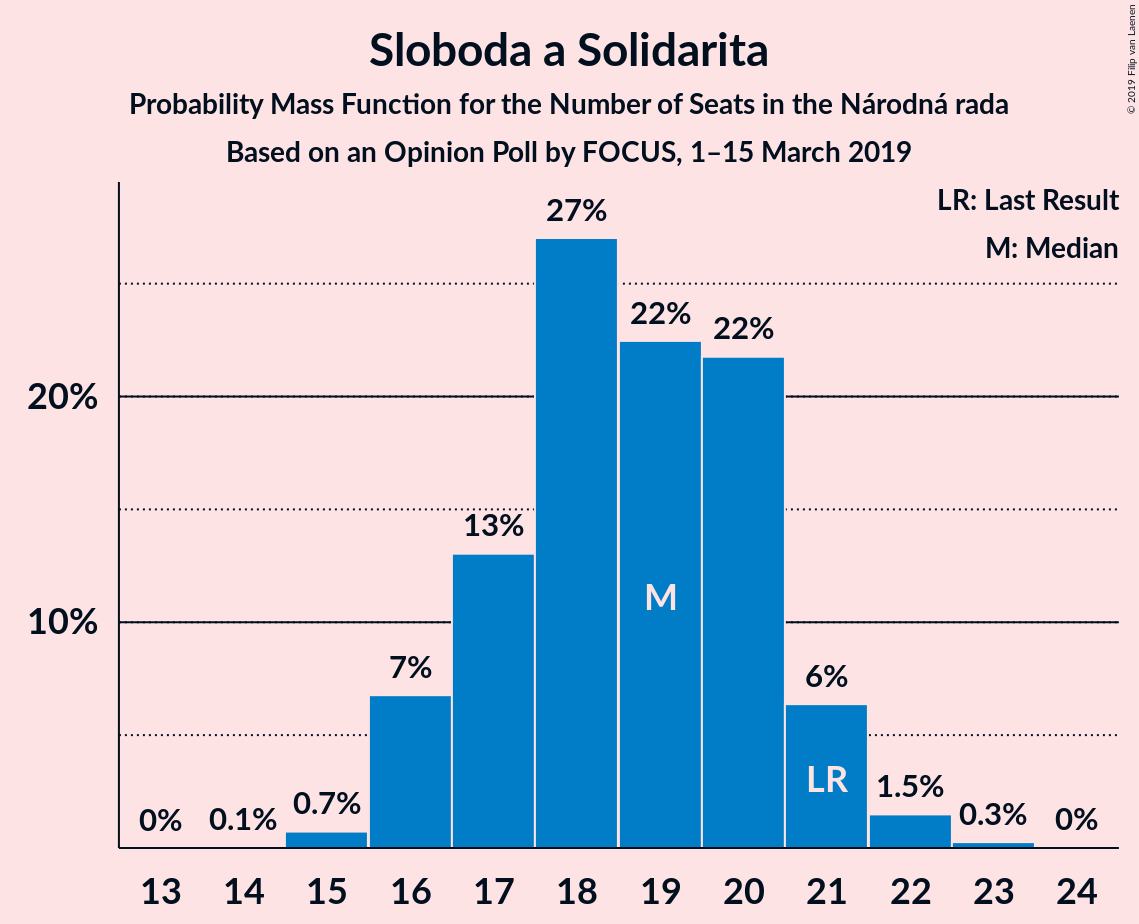 Sloboda a Solidarita
Probability Mass Function for the Number of Seats in the Národná rada
Based on an Opinion Poll by FOCUS, 1–15 March 2019
© 2019 Filip van Laenen
LR: Last Result
M: Median
27%
22%
22%
20%
13%
M
10%
7%
6%
LR
0%
0.1%
0.7%
1.5%
0.3%
0%
13 14 15 16 17 18 19 20 21 22 23 24